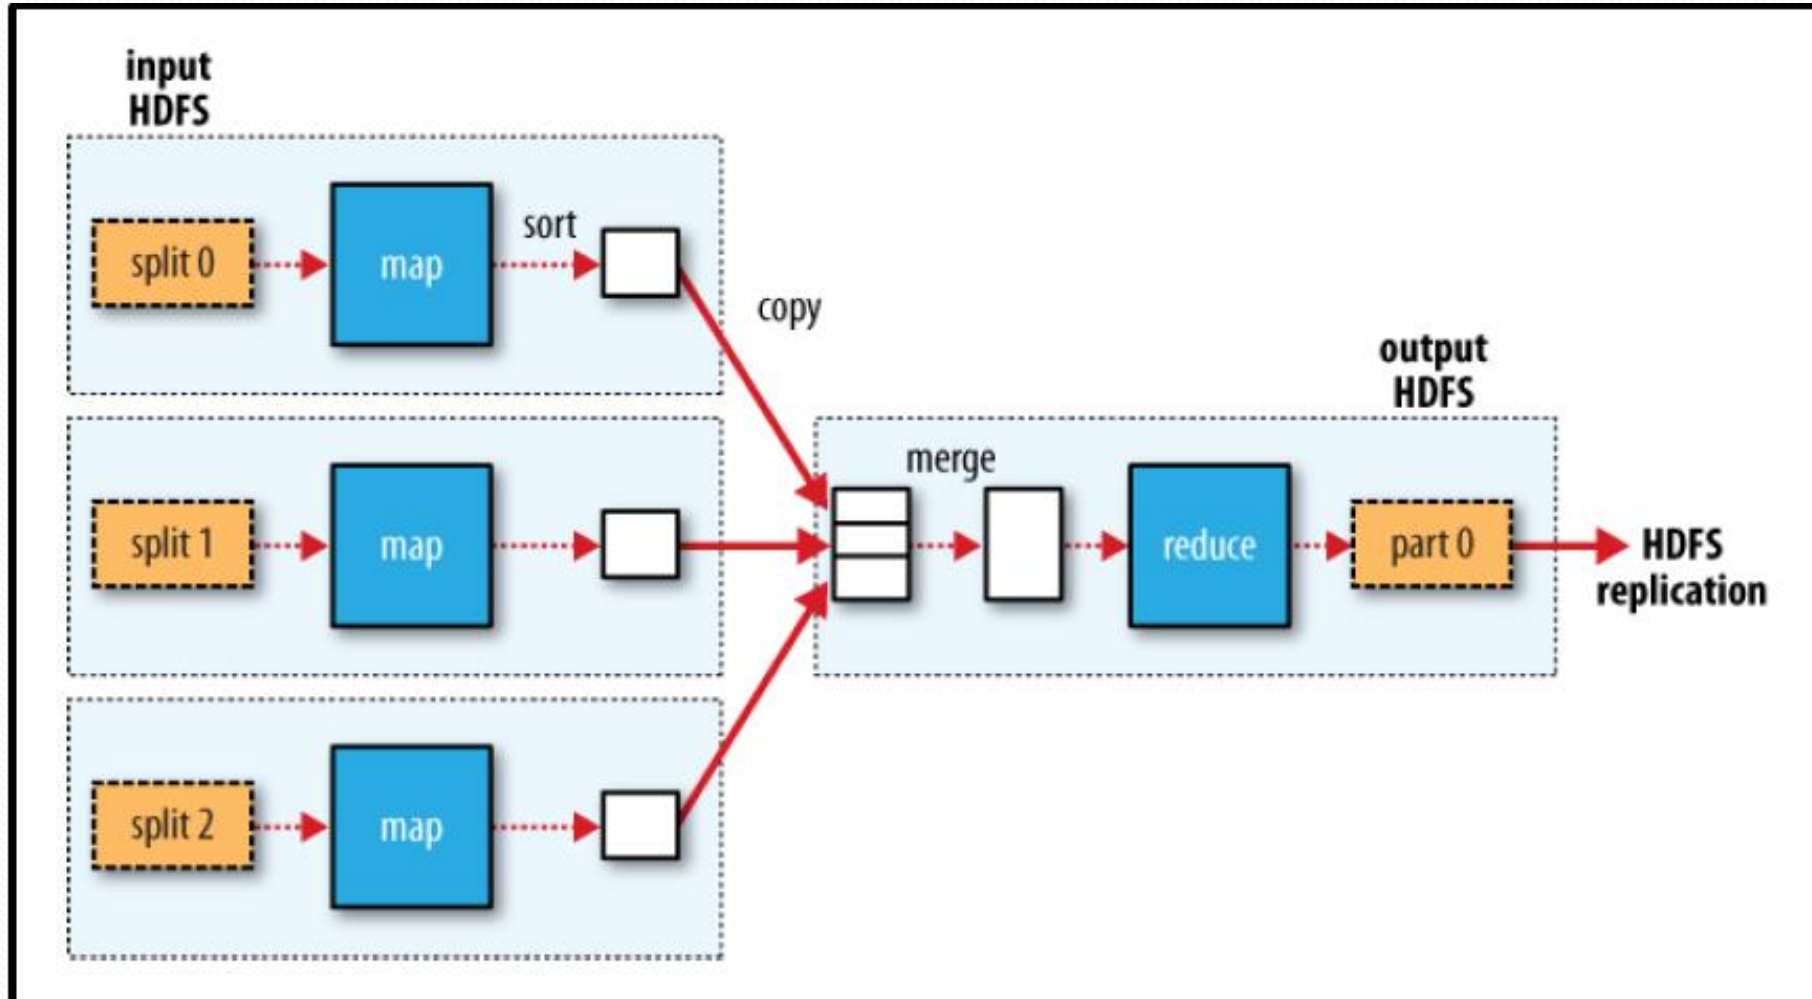 input
HDFS
split 0
map
sort
copy
split 1
map
split 2
map
merge
reduce
output
HDFS
part 0
HDFS
replication